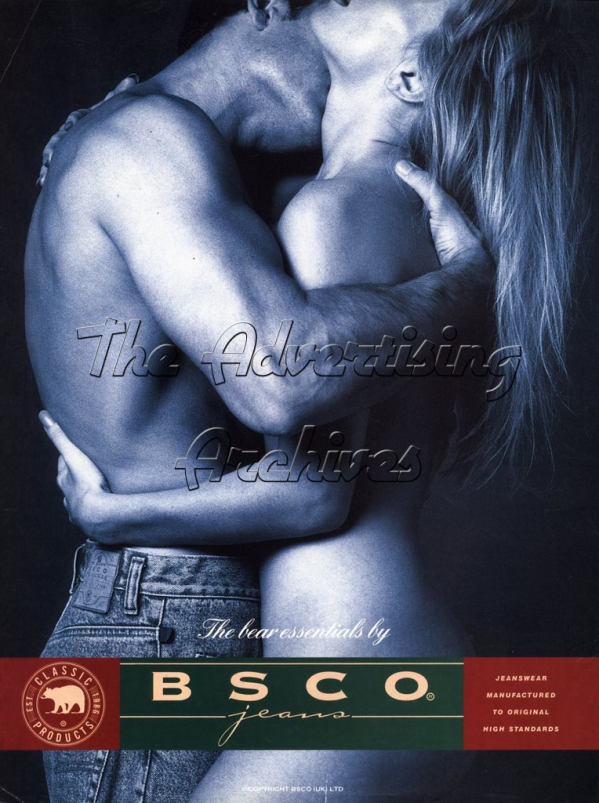 The Advertising
Archives
The bear essentials by
BSCO®
jeans
CLASSIC
EST. 1986
PRODUCTS
®
JEANSWEAR
MANUFACTURED
TO ORIGINAL
HIGH STANDARDS
©COPYRIGHT BSCO (UK) LTD